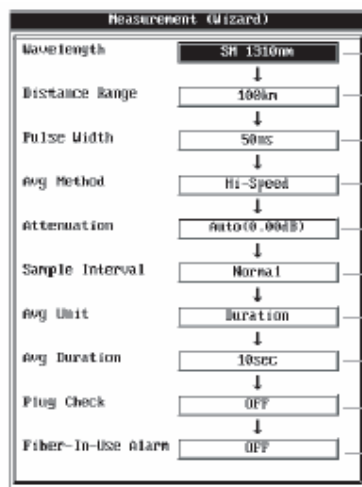 Measurement (Wizard)
Wavelength SM 1310nm
Distance Range 100km
Pulse Width 50ns
Avg Method Hi-Speed
Attenuation Auto(0.00dB)
Sample Interval Normal
Avg Unit Duration
Avg Duration 10sec
Plug Check OFF
Fiber-In-Use Alarm OFF